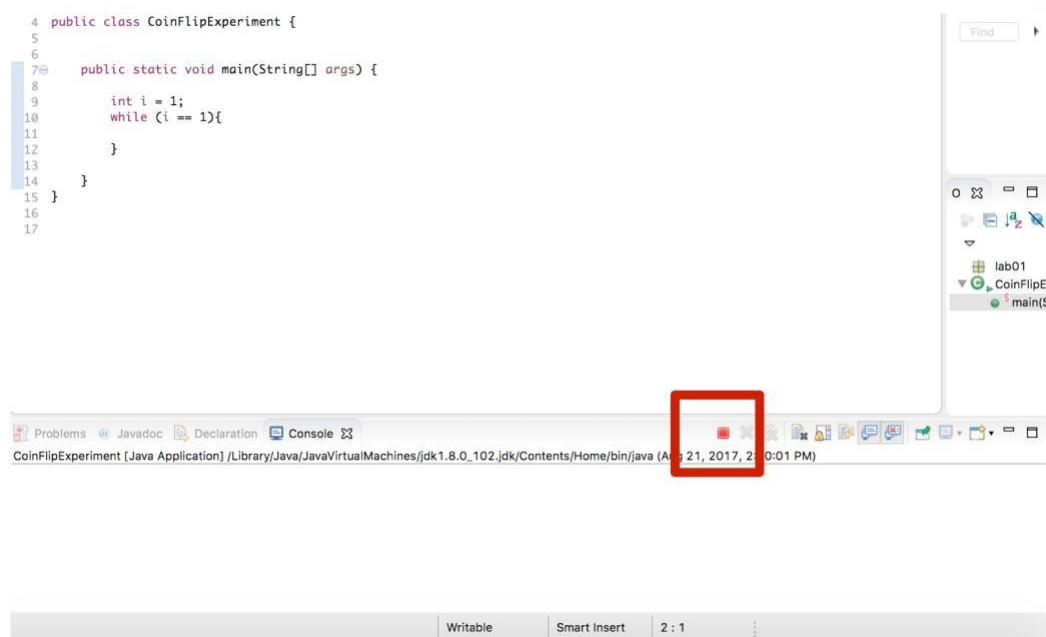 4 public class CoinFlipExperiment {
5
6
7 public static void main(String[] args) {
8
9 int i = 1;
10 while (i == 1){
11
12 }
13
14 }
15 }
16
17
Find
O
lab01
CoinFlipE
S main(S
Problems @ Javadoc Declaration Console
CoinFlipExperiment [Java Application] /Library/Java/JavaVirtualMachines/jdk1.8.0_102.jdk/Contents/Home/bin/java (Aug 21, 2017, 2: 0:01 PM)
Writable Smart Insert 2 : 1